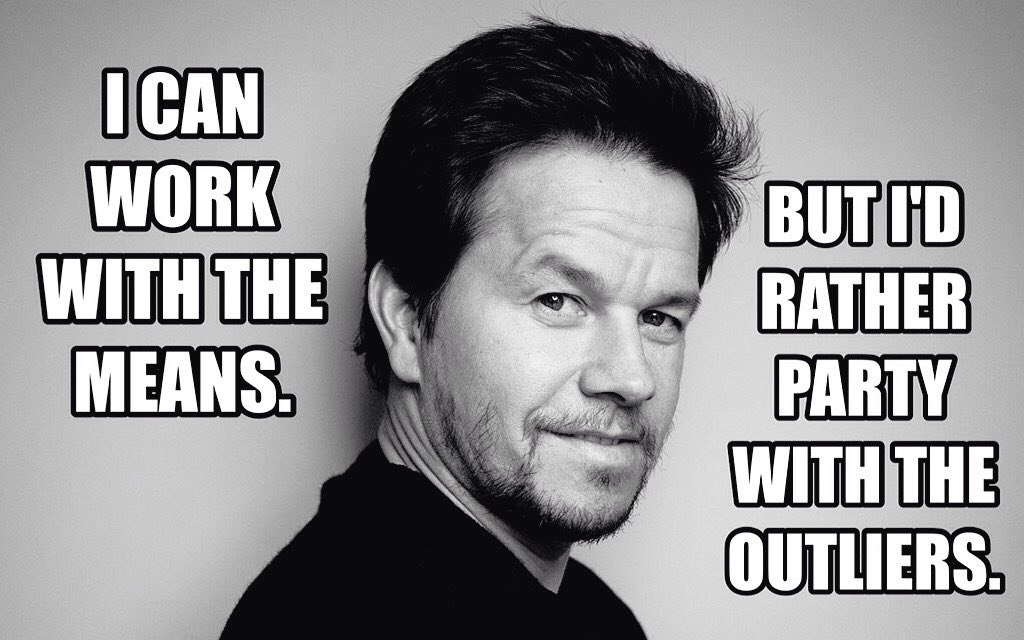 I CAN
WORK
WITH THE
MEANS.
BUT I'D
RATHER
PARTY
WITH THE
OUTLIERS.